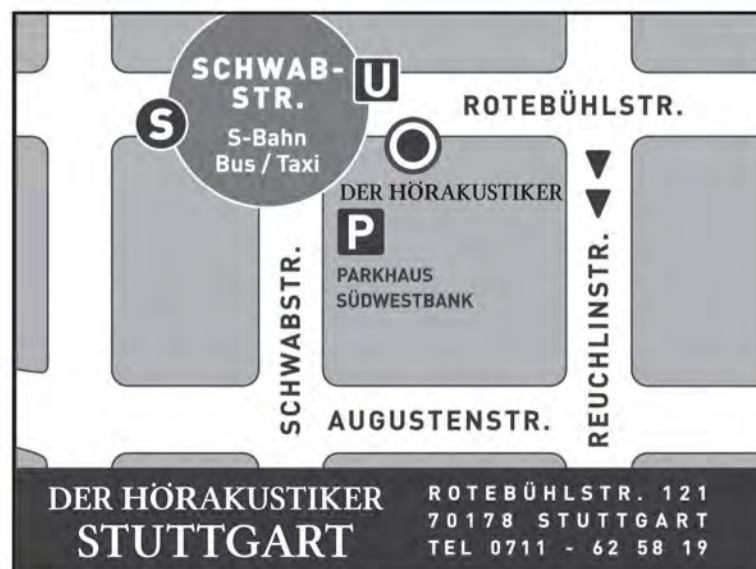 SCHWAB-
STR.
S-Bahn
Bus / Taxi
S
U
ROTEBÜHLSTR.
DER HÖRAKUSTIKER
P
PARKHAUS
SÜDWESTBANK
SCHWABSTR.
REUCHLINSTR.
AUGUSTENSTR.
DER HÖRAKUSTIKER
STUTTGART
ROTEBÜHLSTR. 121
70178 STUTTGART
TEL 0711 - 62 58 19